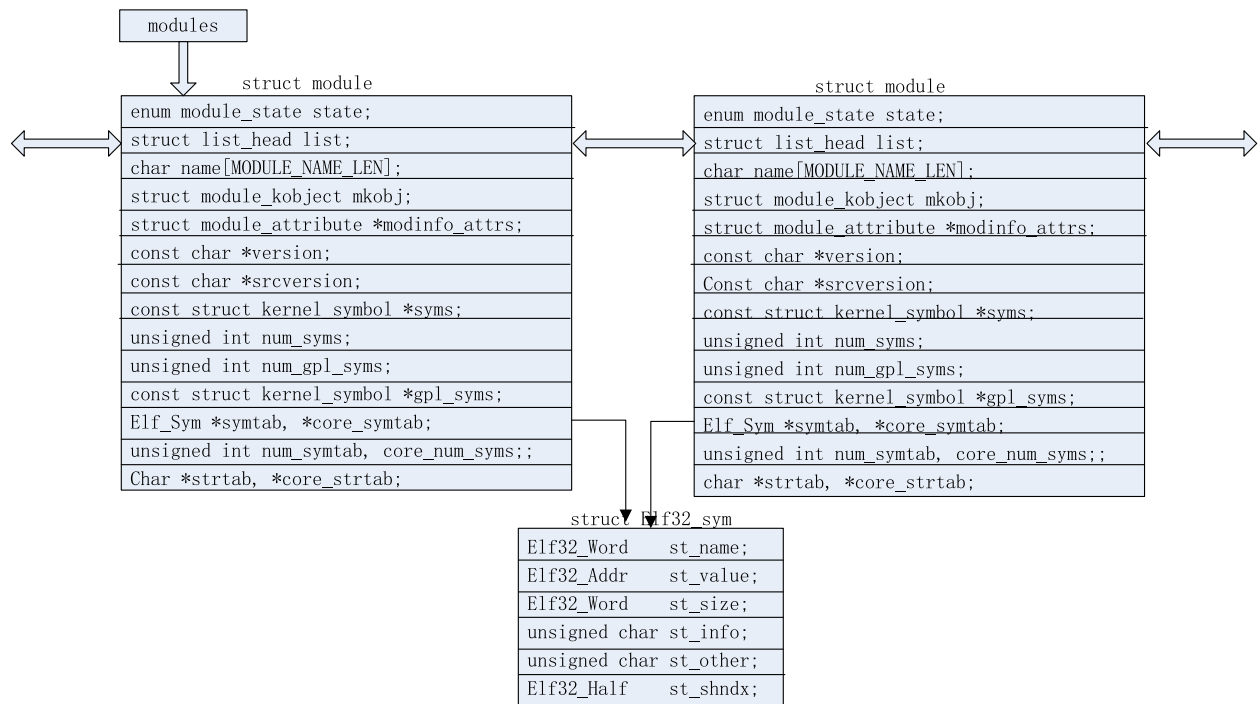 modules
struct module
enum module_state state;
struct list_head list;
char name[MODULE_NAME_LEN];
struct module_kobject mkobj;
struct module_attribute *modinfo_attrs;
const char *version;
const char *srcversion;
const struct kernel_symbol *syms;
unsigned int num_syms;
unsigned int num_gpl_syms;
const struct kernel_symbol *gpl_syms;
Elf_Sym *symtab, *core_symtab;
unsigned int num_symtab, core_num_syms;;
Char *strtab, *core_strtab;
struct module
enum module_state state;
struct list_head list;
char name[MODULE_NAME_LEN];
struct module_kobject mkobj;
struct module_attribute *modinfo_attrs;
const char *version;
Const char *srcversion;
const struct kernel_symbol *syms;
unsigned int num_syms;
unsigned int num_gpl_syms;
const struct kernel_symbol *gpl_syms;
Elf_Sym *symtab, *core_symtab;
unsigned int num_symtab, core_num_syms;;
char *strtab, *core_strtab;
struct Elf32_sym
Elf32_Word st_name;
Elf32_Addr st_value;
Elf32_Word st_size;
unsigned char st_info;
unsigned char st_other;
Elf32_Half st_shndx;